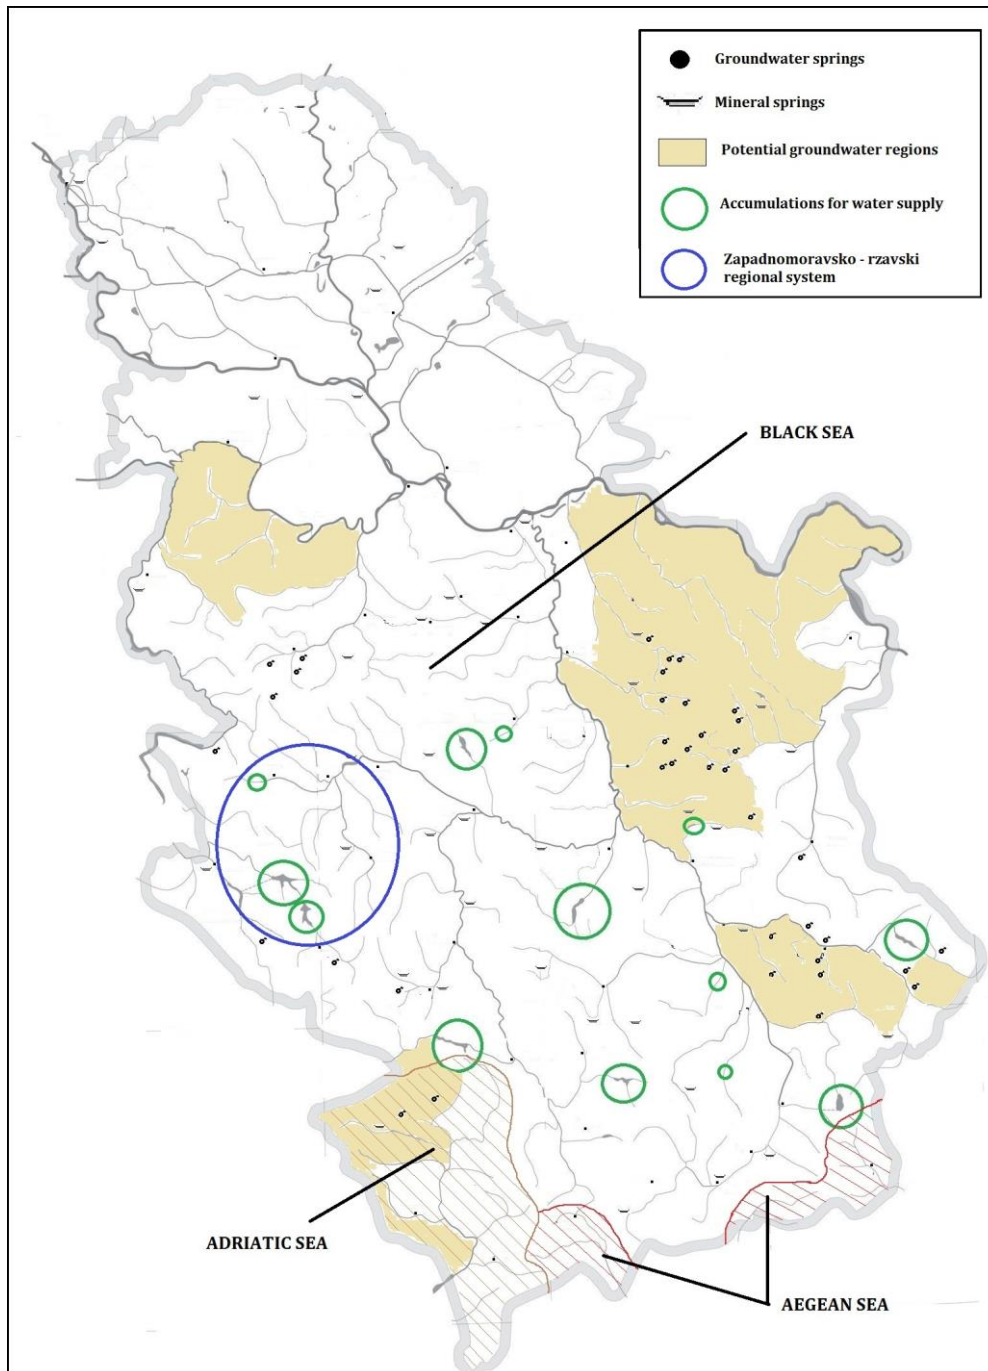 Groundwater springs
Mineral springs
Potential groundwater regions
Accumulations for water supply
Zapadnomoravsko - rzavski
regional system
BLACK SEA
ADRIATIC SEA
AEGEAN SEA